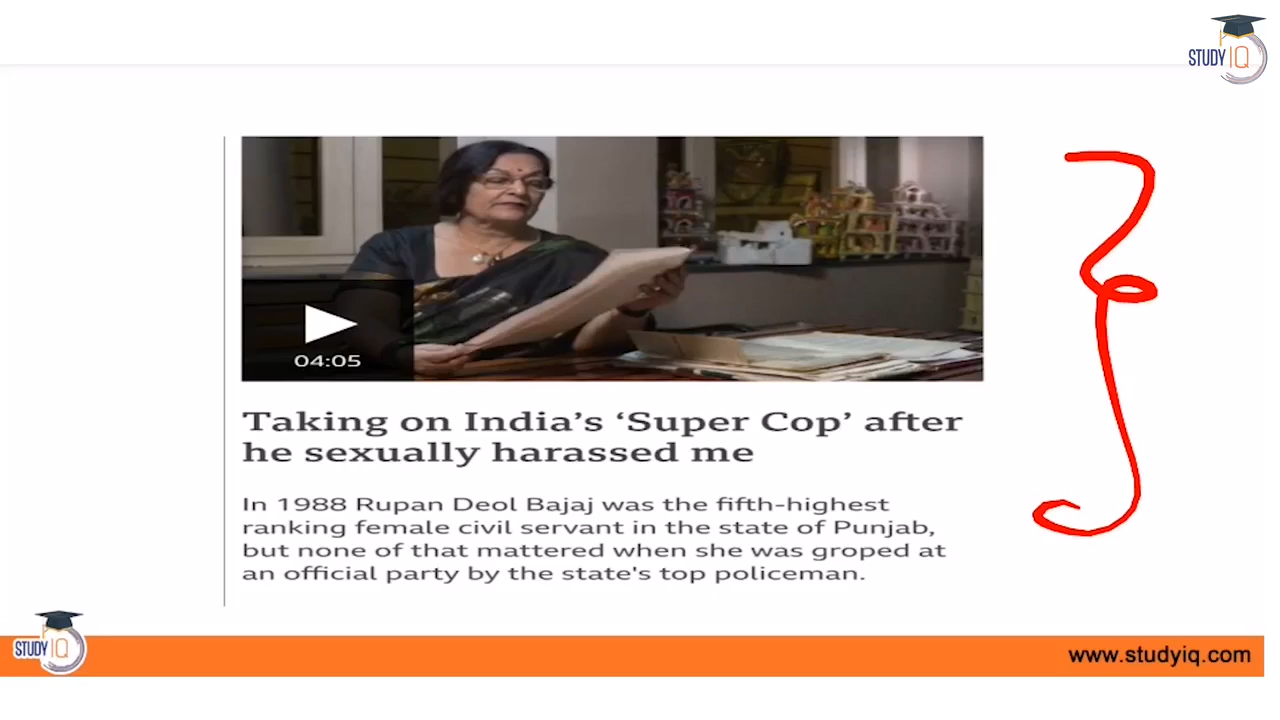 STUDY IQ
04:05
Taking on India's ‘Super Cop’ after
he sexually harassed me
In 1988 Rupan Deol Bajaj was the fifth-highest
ranking female civil servant in the state of Punjab,
but none of that mattered when she was groped at
an official party by the state's top policeman.
STUDY IQ
www.studyiq.com